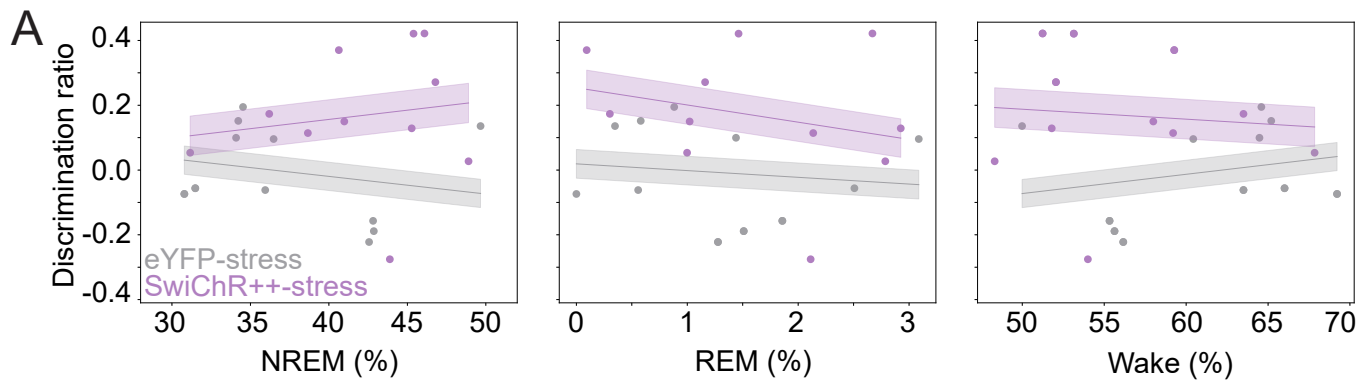 A
Discrimination ratio
0.4
0.2
0.0
-0.2
-0.4
eYFP-stress
SwiChR++-stress
30 35 40 45 50
NREM (%)
0 1 2 3
REM (%)
50 55 60 65 70
Wake (%)